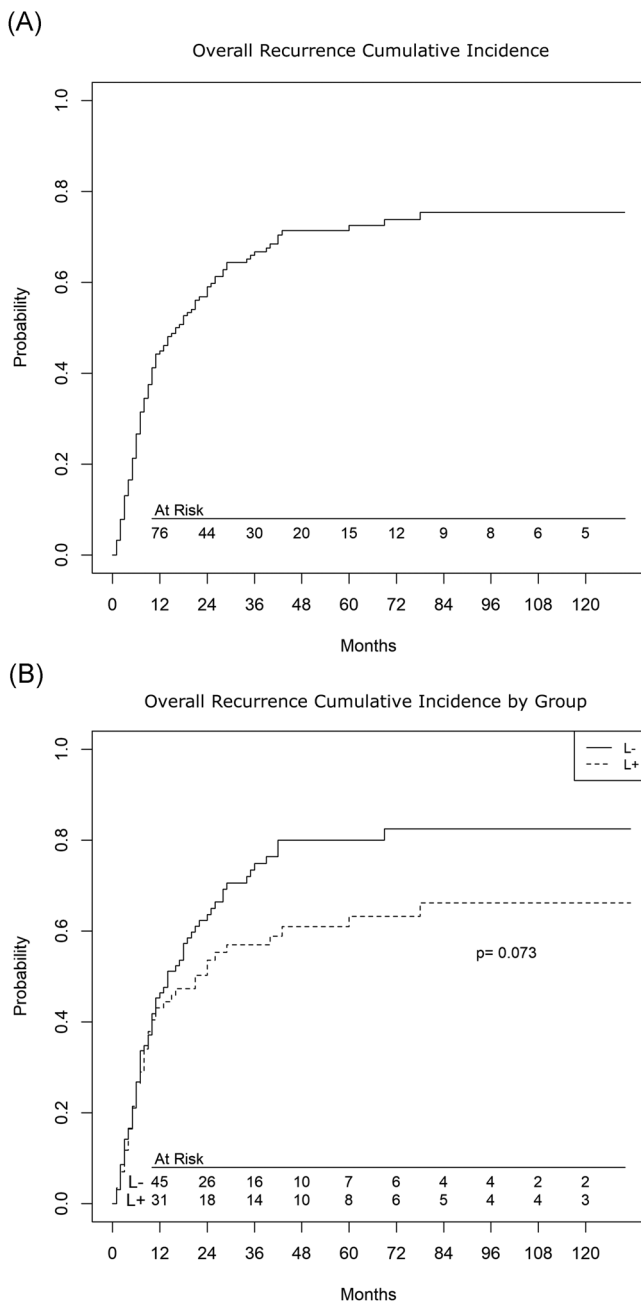 (A)
Overall Recurrence Cumulative Incidence
1.0
0.8
0.6
0.4
0.2
0.0
Probability
At Risk
76 44 30 20 15 12 9 8 6 5
0 12 24 36 48 60 72 84 96 108 120
Months
(B)
Overall Recurrence Cumulative Incidence by Group
L-
L+
1.0
0.8
0.6
0.4
0.2
0.0
Probability
p= 0.073
At Risk
L- 45 26 16 10 7 6 4 4 2 2
L+ 31 18 14 10 8 6 5 4 4 3
0 12 24 36 48 60 72 84 96 108 120
Months